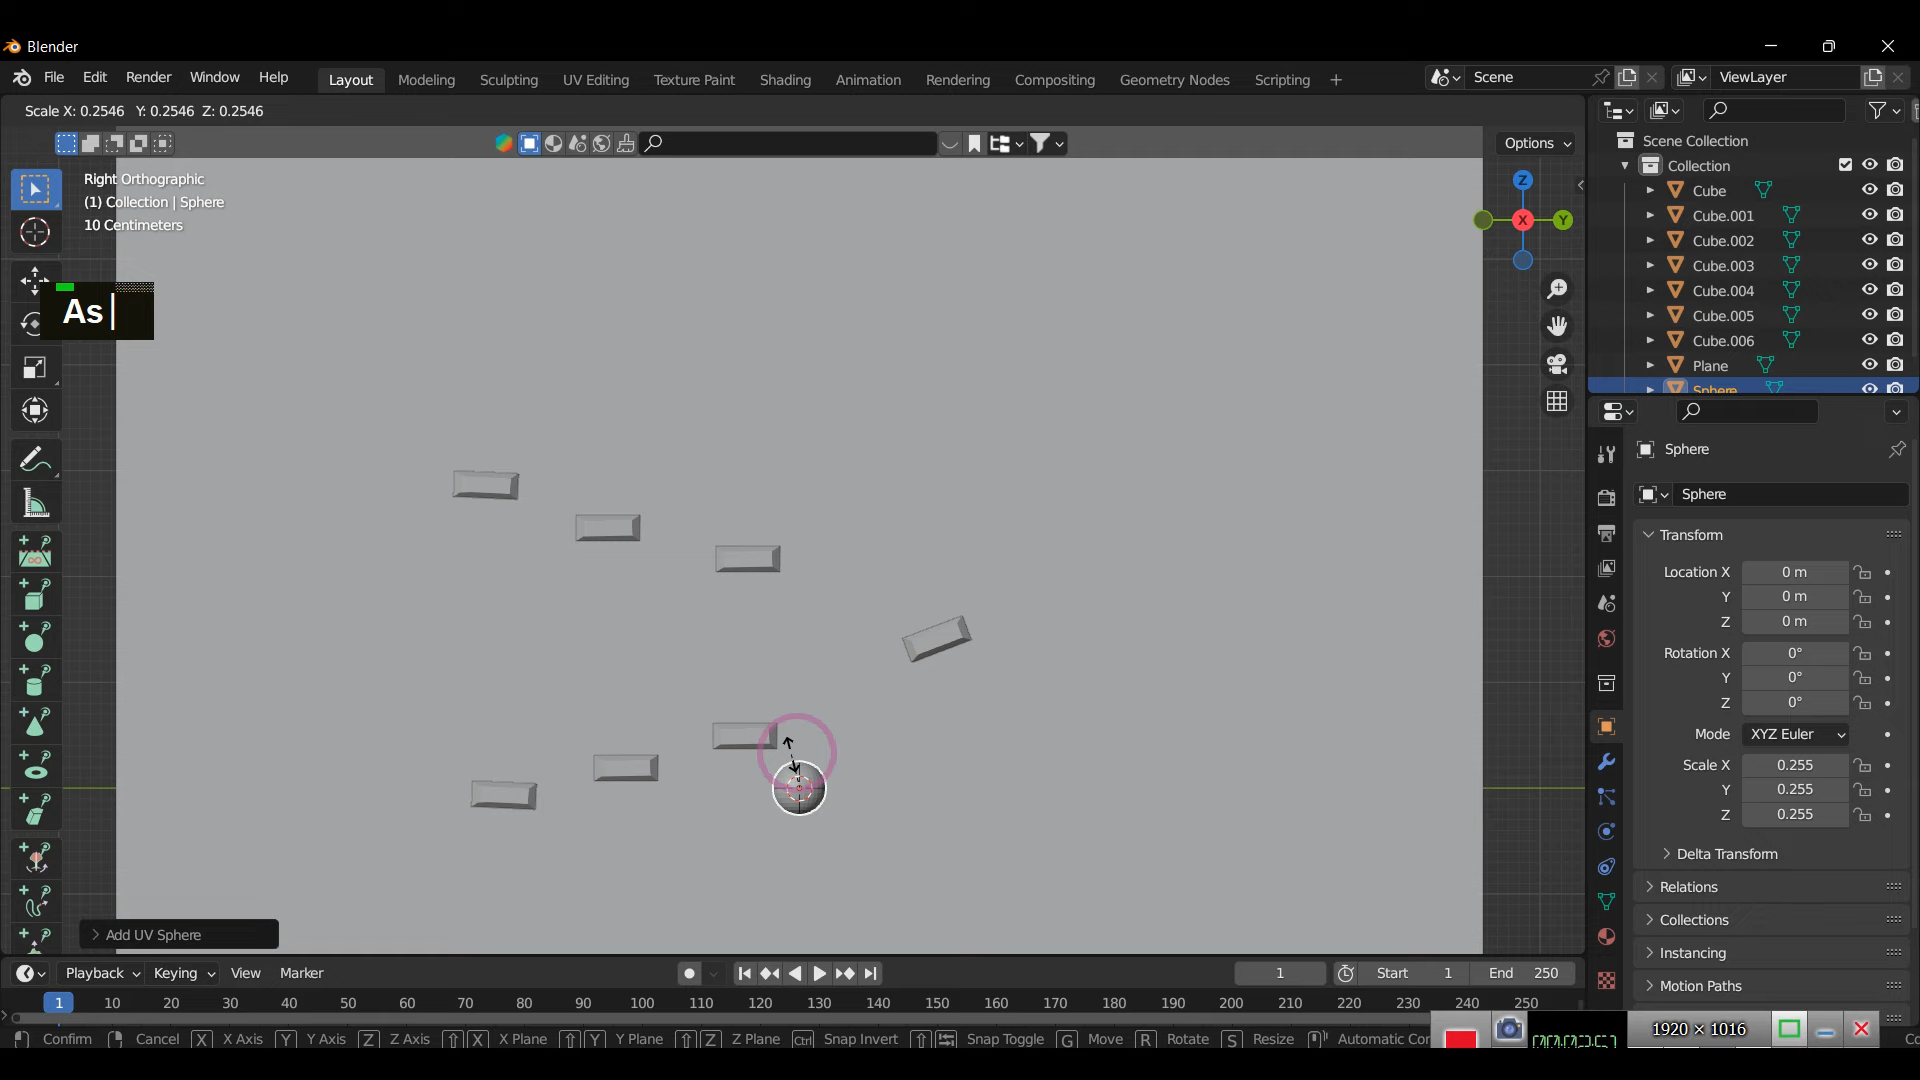 Blender
File Edit Render Window Help Layout Modeling Sculpting UV Editing Texture Paint Shading Animation Rendering Compositing Geometry Nodes Scripting + Scene ViewLayer
Scale X: 0.2546 Y: 0.2546 Z: 0.2546
Options
Right Orthographic
(1) Collection | Sphere
10 Centimeters
As
Z
X
Y
Scene Collection
Collection
Cube
Cube.001
Cube.002
Cube.003
Cube.004
Cube.005
Cube.006
Plane
Sphere
Sphere
Sphere
Transform
Location X 0 m
Y 0 m
Z 0 m
Rotation X 0°
Y 0°
Z 0°
Mode XYZ Euler
Scale X 0.255
Y 0.255
Z 0.255
Delta Transform
Relations
Collections
Instancing
Motion Paths
Add UV Sphere
Playback Keying View Marker 1 Start 1 End 250
1 10 20 30 40 50 60 70 80 90 100 110 120 130 140 150 160 170 180 190 200 210 220 230 240 250
Confirm Cancel X X Axis Y Y Axis Z Z Axis X X Plane Y Y Plane Z Z Plane Ctrl Snap Invert Snap Toggle G Move R Rotate S Resize Automatic Con
1920 × 1016